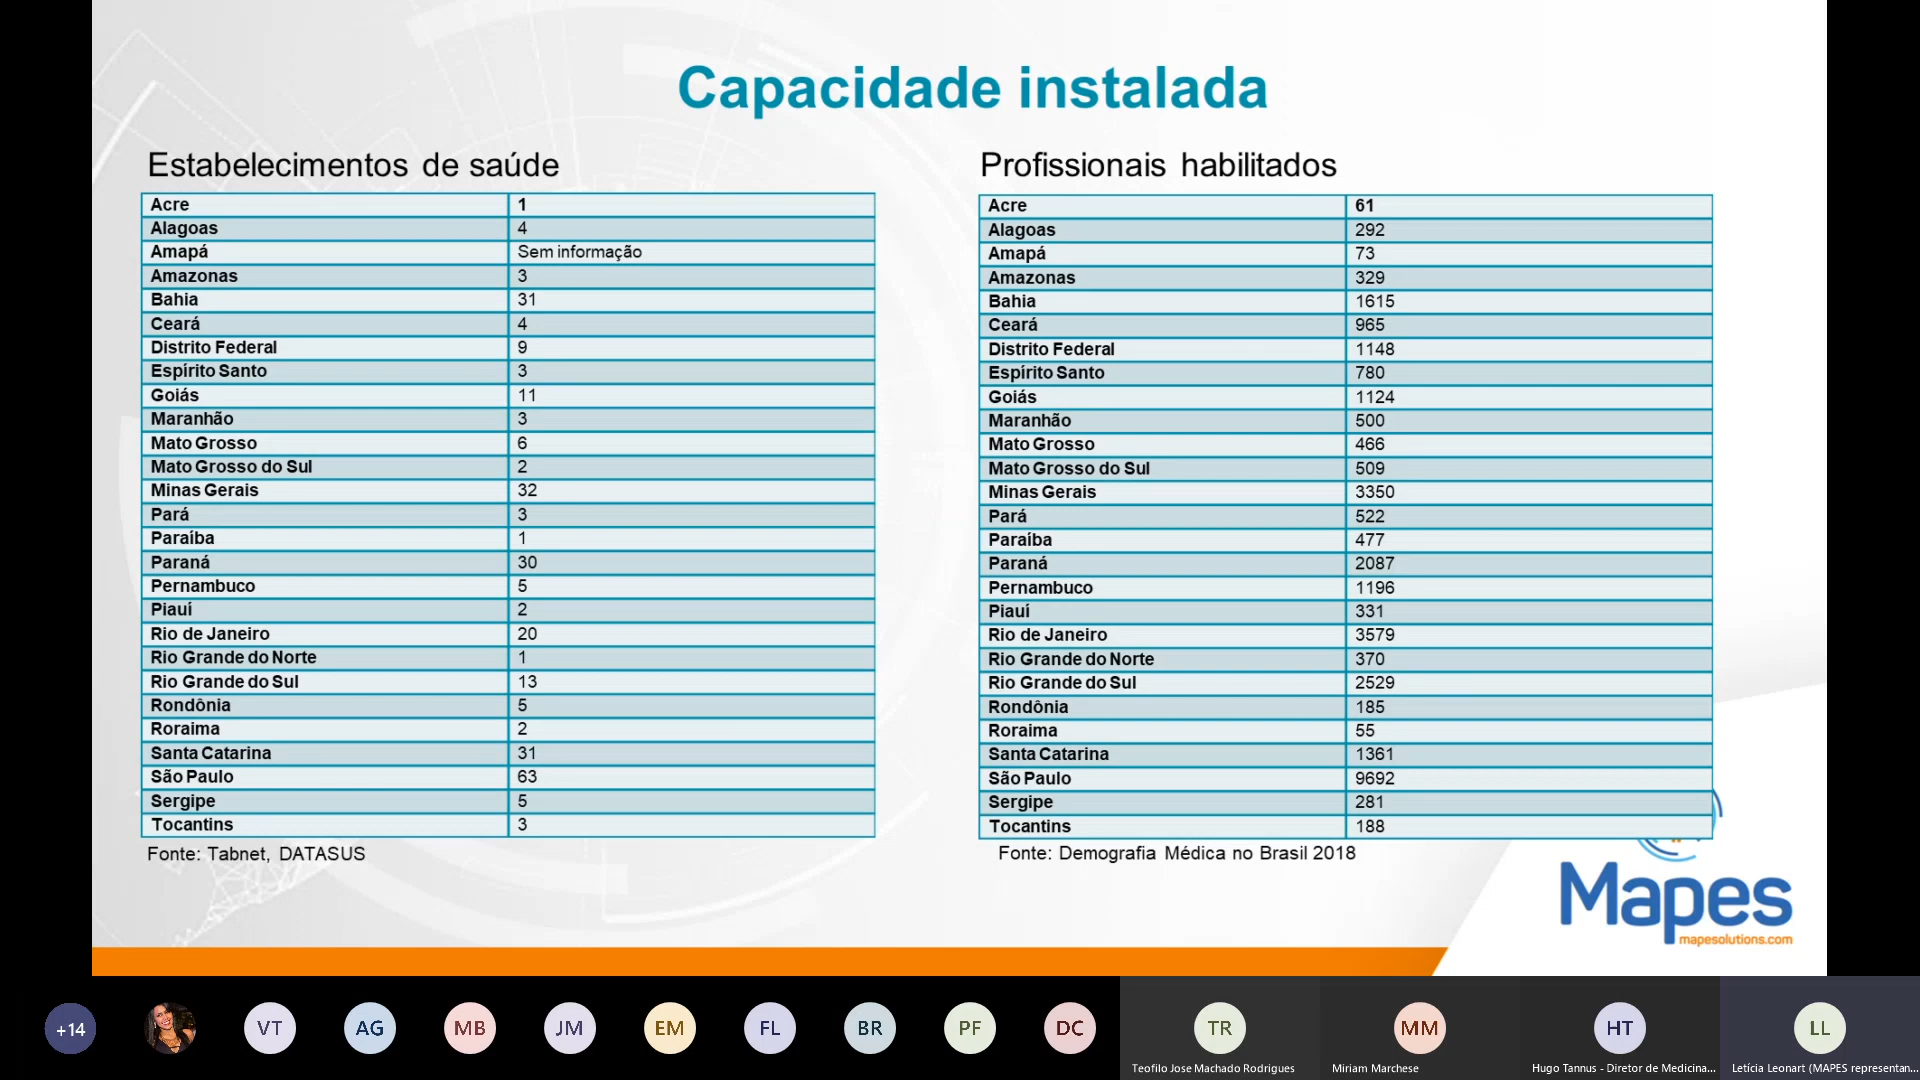 Capacidade instalada
Estabelecimentos de saúde
Acre 1
Alagoas 4
Amapá Sem informação
Amazonas 3
Bahia 31
Ceará 4
Distrito Federal 9
Espírito Santo 3
Goiás 11
Maranhão 3
Mato Grosso 6
Mato Grosso do Sul 2
Minas Gerais 32
Pará 3
Paraíba 1
Paraná 30
Pernambuco 5
Piauí 2
Rio de Janeiro 20
Rio Grande do Norte 1
Rio Grande do Sul 13
Rondônia 5
Roraima 2
Santa Catarina 31
São Paulo 63
Sergipe 5
Tocantins 3
Fonte: Tabnet, DATASUS
Profissionais habilitados
Acre 61
Alagoas 292
Amapá 73
Amazonas 329
Bahia 1615
Ceará 965
Distrito Federal 1148
Espírito Santo 780
Goiás 1124
Maranhão 500
Mato Grosso 466
Mato Grosso do Sul 509
Minas Gerais 3350
Pará 522
Paraíba 477
Paraná 2087
Pernambuco 1196
Piauí 331
Rio de Janeiro 3579
Rio Grande do Norte 370
Rio Grande do Sul 2529
Rondônia 185
Roraima 55
Santa Catarina 1361
São Paulo 9692
Sergipe 281
Tocantins 188
Fonte: Demografia Médica no Brasil 2018
Mapes
mapesolutions.com
+14 VT AG MB JM EM FL BR PF DC TR MM HT LL
Teofilo Jose Machado Rodrigues
Miriam Marchese
Hugo Tannus - Diretor de Medicina...
Letícia Leonart (MAPES representan...